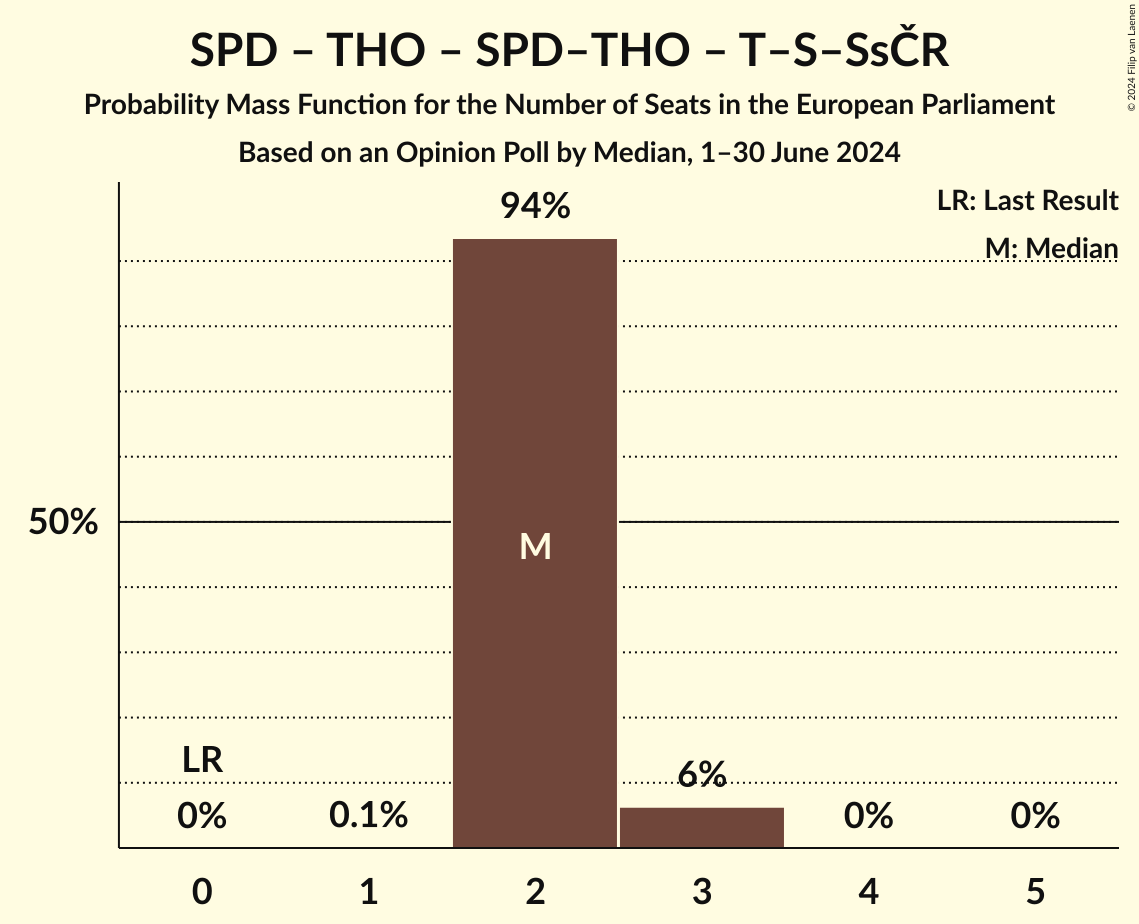 SPD – THO – SPD–THO – T–S–SsČR
Probability Mass Function for the Number of Seats in the European Parliament
Based on an Opinion Poll by Median, 1–30 June 2024
© 2024 Filip van Laenen
LR: Last Result
M: Median
94%
50%
M
LR
6%
0%
0.1%
0%
0%
0
1
2
3
4
5